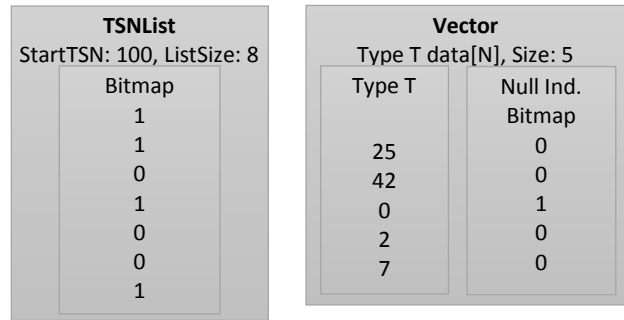 TSNList
StartTSN: 100, ListSize: 8
Bitmap
1
1
0
1
0
0
1
Vector
Type T data[N], Size: 5
Type T
25
42
0
2
7
Null Ind.
Bitmap
0
0
1
0
0